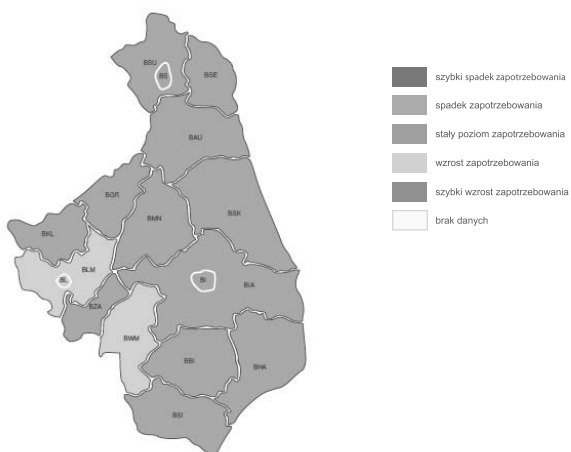 BSU
BS
BSE
BAU
BGR
BMN
BSK
BKL
BLM
BL
BI
BIA
BZA
BWM
BBI
BHA
BSI
szybki spadek zapotrzebowania
spadek zapotrzebowania
stały poziom zapotrzebowania
wzrost zapotrzebowania
szybki wzrost zapotrzebowania
brak danych